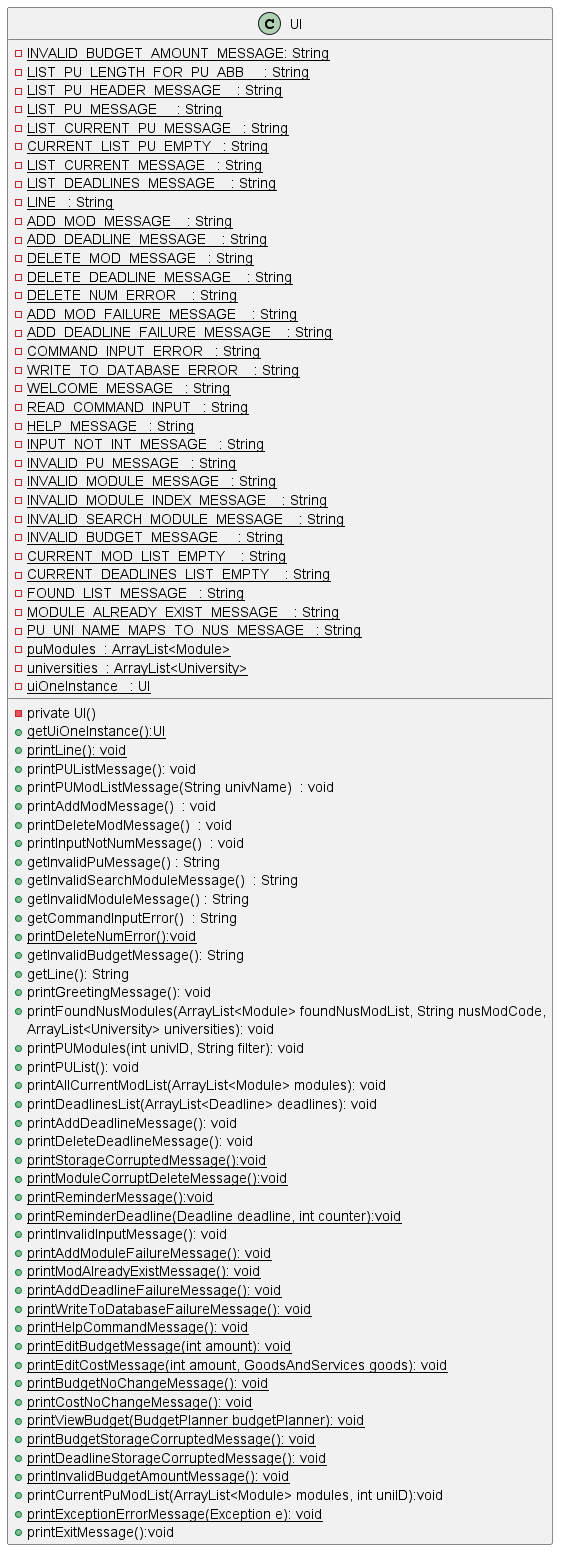 C UI
INVALID_BUDGET_AMOUNT_MESSAGE: String
LIST_PU_LENGTH_FOR_PU_ABB : String
LIST_PU_HEADER_MESSAGE : String
LIST_PU_MESSAGE : String
LIST_CURRENT_PU_MESSAGE : String
CURRENT_LIST_PU_EMPTY : String
LIST_CURRENT_MESSAGE : String
LIST_DEADLINES_MESSAGE : String
LINE : String
ADD_MOD_MESSAGE : String
ADD_DEADLINE_MESSAGE : String
DELETE_MOD_MESSAGE : String
DELETE_DEADLINE_MESSAGE : String
DELETE_NUM_ERROR : String
ADD_MOD_FAILURE_MESSAGE : String
ADD_DEADLINE_FAILURE_MESSAGE : String
COMMAND_INPUT_ERROR : String
WRITE_TO_DATABASE_ERROR : String
WELCOME_MESSAGE : String
READ_COMMAND_INPUT : String
HELP_MESSAGE : String
INPUT_NOT_INT_MESSAGE : String
INVALID_PU_MESSAGE : String
INVALID_MODULE_MESSAGE : String
INVALID_MODULE_INDEX_MESSAGE : String
INVALID_SEARCH_MODULE_MESSAGE : String
INVALID_BUDGET_MESSAGE : String
CURRENT_MOD_LIST_EMPTY : String
CURRENT_DEADLINES_LIST_EMPTY : String
FOUND_LIST_MESSAGE : String
MODULE_ALREADY_EXIST_MESSAGE : String
PU_UNI_NAME_MAPS_TO_NUS_MESSAGE : String
puModules : ArrayList<Module>
universities : ArrayList<University>
uiOneInstance : UI
private UI()
getUiOneInstance():UI
printLine(): void
printPUListMessage(): void
printPUModListMessage(String univName) : void
printAddModMessage() : void
printDeleteModMessage() : void
printInputNotNumMessage() : void
getInvalidPuMessage() : String
getInvalidSearchModuleMessage() : String
getInvalidModuleMessage() : String
getCommandInputError() : String
printDeleteNumError():void
getInvalidBudgetMessage(): String
getLine(): String
printGreetingMessage(): void
printFoundNusModules(ArrayList<Module> foundNusModList, String nusModCode,
ArrayList<University> universities): void
printPUModules(int univID, String filter): void
printPUList(): void
printAllCurrentModList(ArrayList<Module> modules): void
printDeadlinesList(ArrayList<Deadline> deadlines): void
printAddDeadlineMessage(): void
printDeleteDeadlineMessage(): void
printStorageCorruptedMessage():void
printModuleCorruptDeleteMessage():void
printReminderMessage():void
printReminderDeadline(Deadline deadline, int counter):void
printInvalidInputMessage(): void
printAddModuleFailureMessage(): void
printModAlreadyExistMessage(): void
printAddDeadlineFailureMessage(): void
printWriteToDatabaseFailureMessage(): void
printHelpCommandMessage(): void
printEditBudgetMessage(int amount): void
printEditCostMessage(int amount, GoodsAndServices goods): void
printBudgetNoChangeMessage(): void
printCostNoChangeMessage(): void
printViewBudget(BudgetPlanner budgetPlanner): void
printBudgetStorageCorruptedMessage(): void
printDeadlineStorageCorruptedMessage(): void
printInvalidBudgetAmountMessage(): void
printCurrentPuModList(ArrayList<Module> modules, int uniID):void
printExceptionErrorMessage(Exception e): void
printExitMessage():void